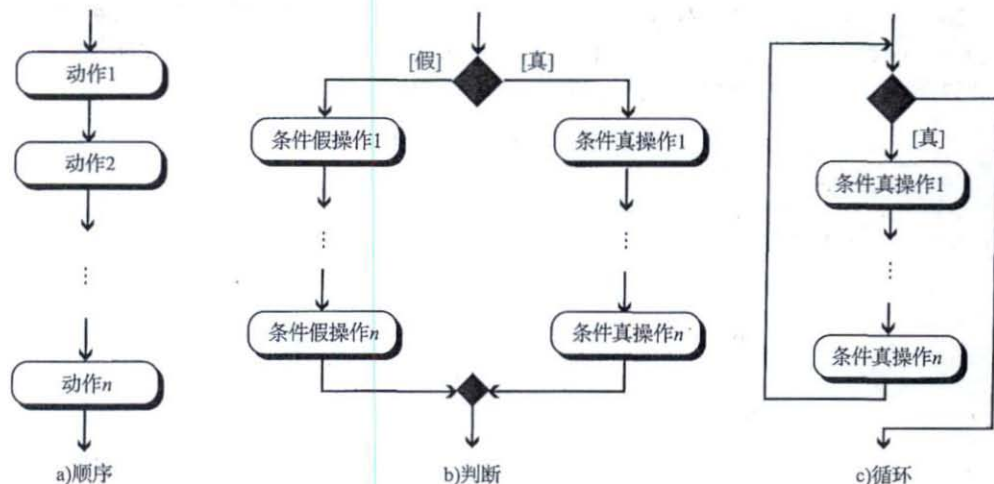 动作1
动作2
⋮
动作n
a)顺序
[假] [真]
条件假操作1 条件真操作1
⋮ ⋮
条件假操作n 条件真操作n
b)判断
[真]
条件真操作1
⋮
条件真操作n
c)循环